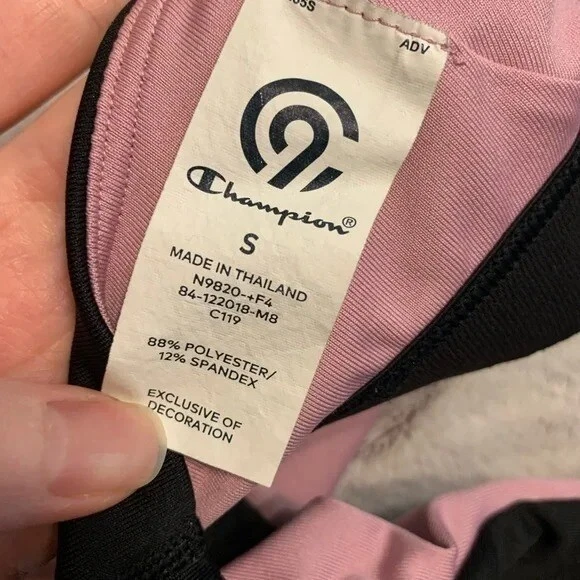 ADV
Champion®
S
MADE IN THAILAND
N9820-+F4
84-122018-M8
C119
88% POLYESTER/
12% SPANDEX
EXCLUSIVE OF
DECORATION